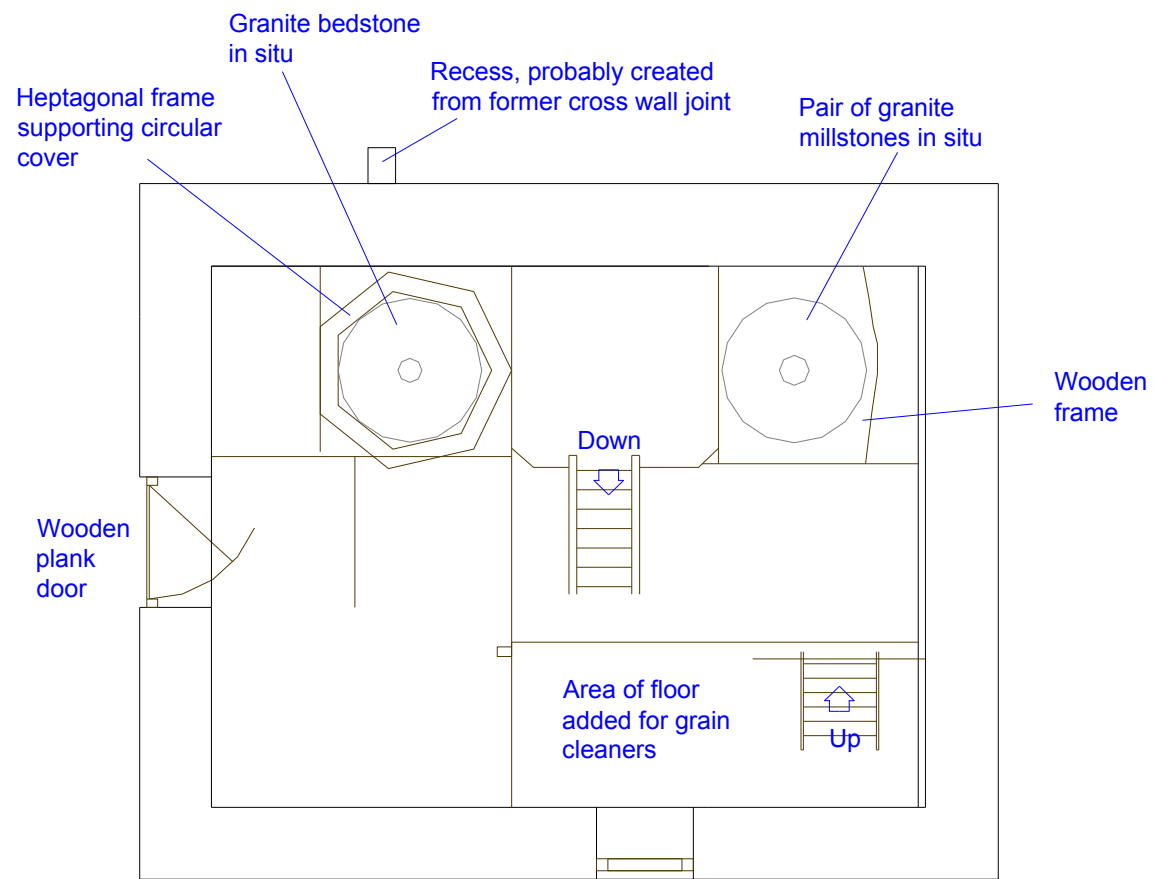 Granite bedstone
in situ
Recess, probably created
from former cross wall joint
Heptagonal frame
supporting circular
cover
Pair of granite
millstones in situ
Wooden
frame
Down
Wooden
plank
door
Area of floor
added for grain
cleaners
Up